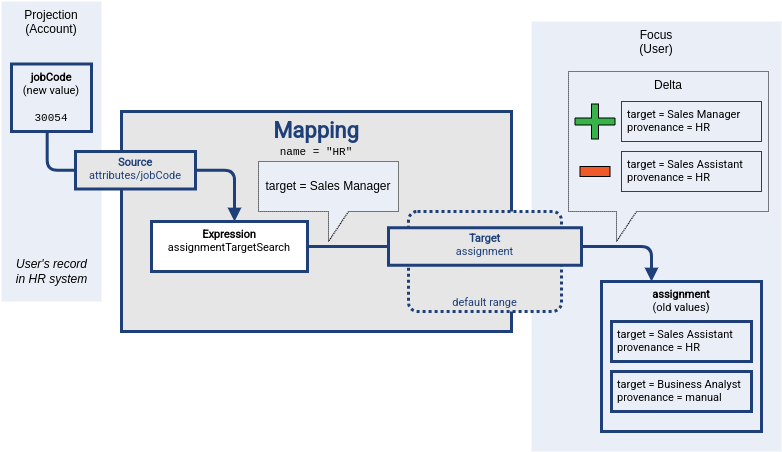 Projection
(Account)
jobCode
(new value)
30054
User's record
in HR system
Mapping
name = "HR"
Source
attributes/jobCode
target = Sales Manager
Expression
assignmentTargetSearch
Target
assignment
default range
Focus
(User)
Delta
target = Sales Manager
provenance = HR
target = Sales Assistant
provenance = HR
assignment
(old values)
target = Sales Assistant
provenance = HR
target = Business Analyst
provenance = manual